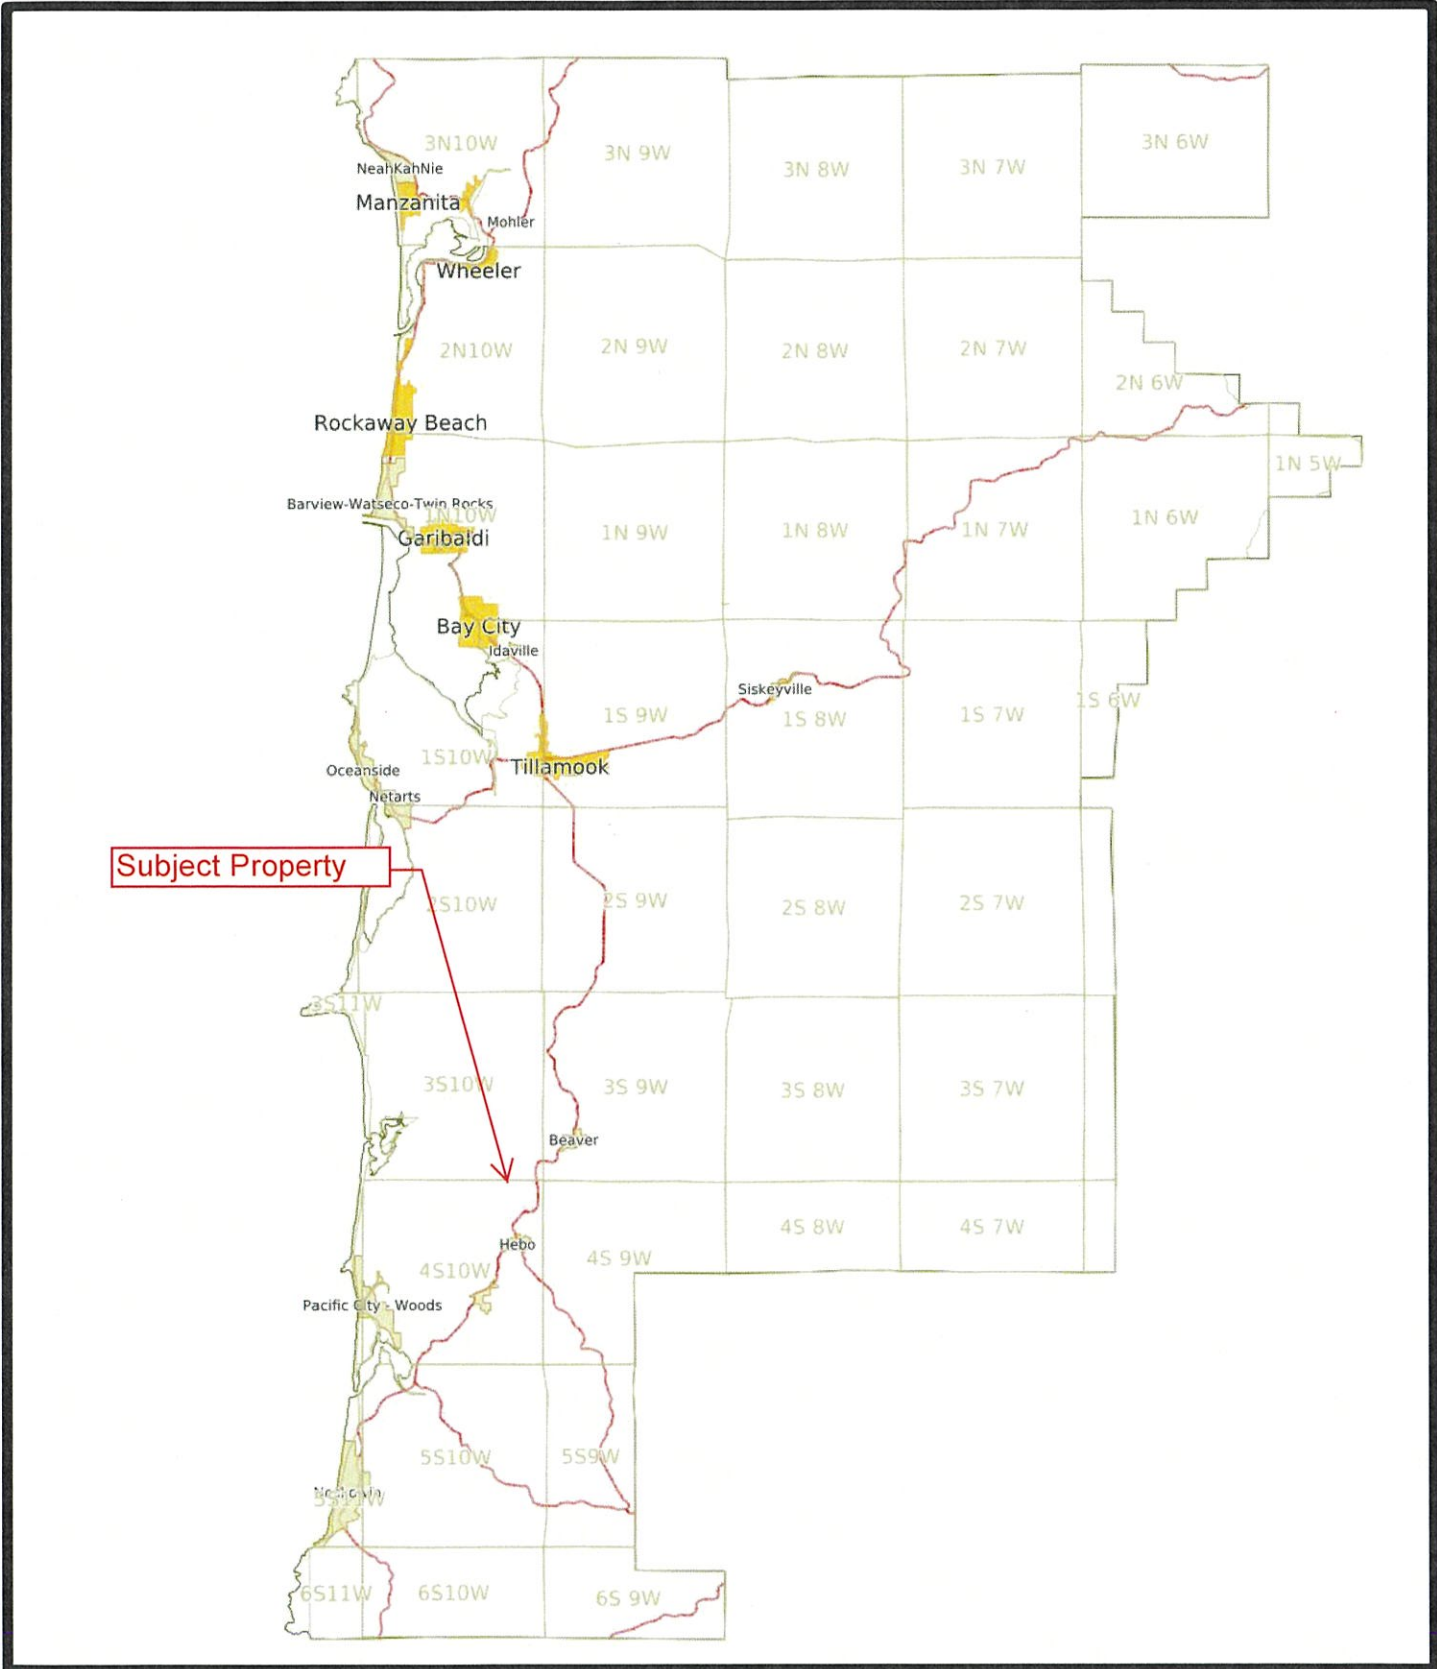 3N10W
3N 9W
3N 8W
3N 7W
3N 6W
NeahKahNie
Manzanita
Mohler
Wheeler
2N10W
2N 9W
2N 8W
2N 7W
2N 6W
Rockaway Beach
1N 5W
Barview-Watseco-Twin Rocks
1N10W
Garibaldi
1N 9W
1N 8W
1N 7W
1N 6W
Bay City
Idaville
Siskeyville
1S 9W
1S 8W
1S 7W
1S 6W
1S10W
Oceanside
Tillamook
Netarts
Subject Property
2S10W
2S 9W
2S 8W
2S 7W
3S11W
3S10W
3S 9W
3S 8W
3S 7W
Beaver
4S 8W
4S 7W
Hebo
4S10W
4S 9W
Pacific City - Woods
5S10W
5S9W
5S11W
6S11W
6S10W
6S 9W